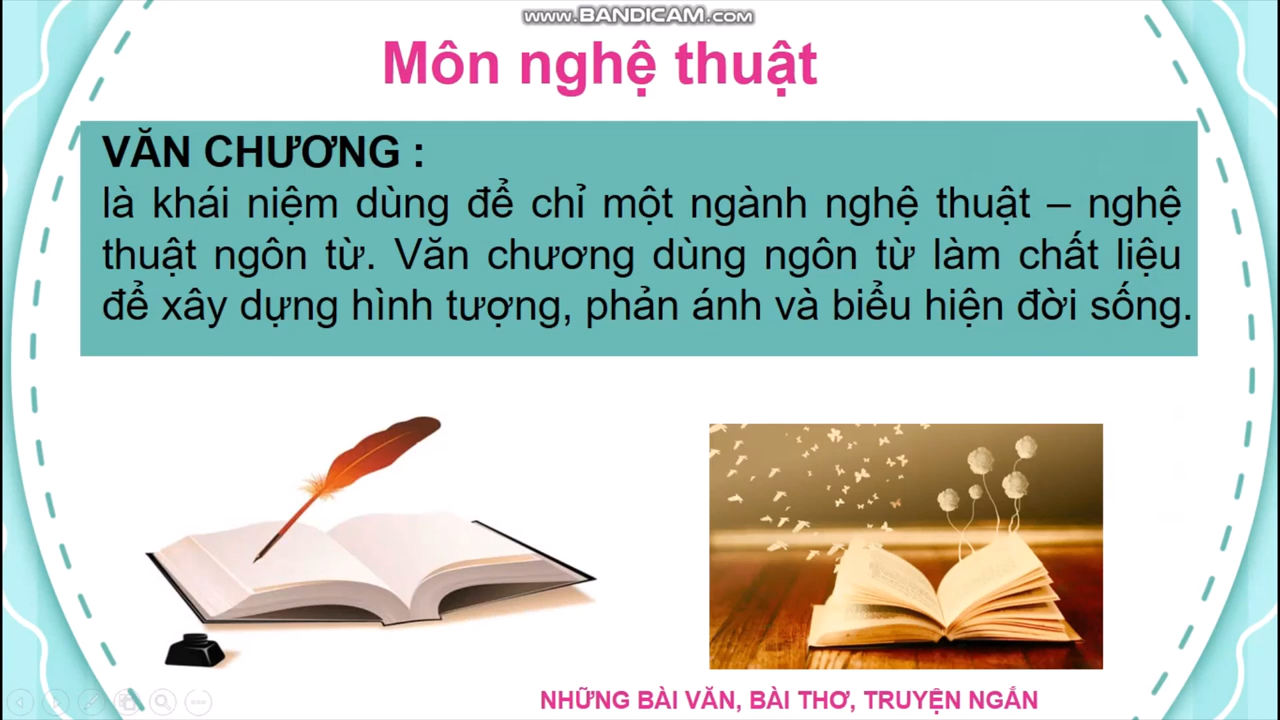 www.BANDICAM.com
Môn nghệ thuật
VĂN CHƯƠNG :
là khái niệm dùng để chỉ một ngành nghệ thuật – nghệ
thuật ngôn từ. Văn chương dùng ngôn từ làm chất liệu
để xây dựng hình tượng, phản ánh và biểu hiện đời sống.
NHỮNG BÀI VĂN, BÀI THƠ, TRUYỆN NGẮN